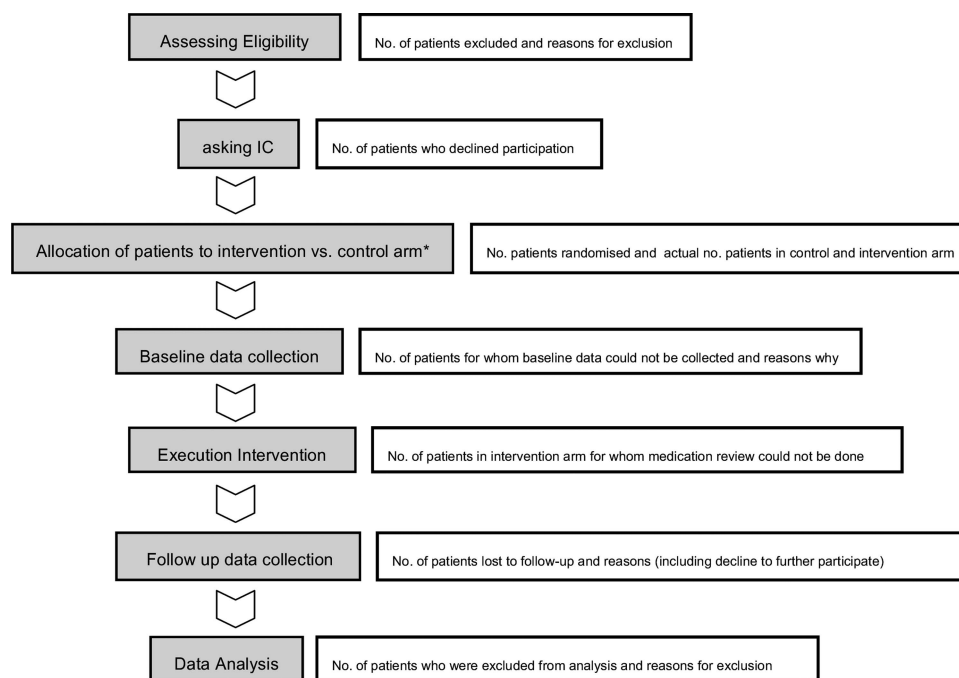 Assessing Eligibility
No. of patients excluded and reasons for exclusion
asking IC
No. of patients who declined participation
Allocation of patients to intervention vs. control arm*
No. patients randomised and actual no. patients in control and intervention arm
Baseline data collection
No. of patients for whom baseline data could not be collected and reasons why
Execution Intervention
No. of patients in intervention arm for whom medication review could not be done
Follow up data collection
No. of patients lost to follow-up and reasons (including decline to further participate)
Data Analysis
No. of patients who were excluded from analysis and reasons for exclusion